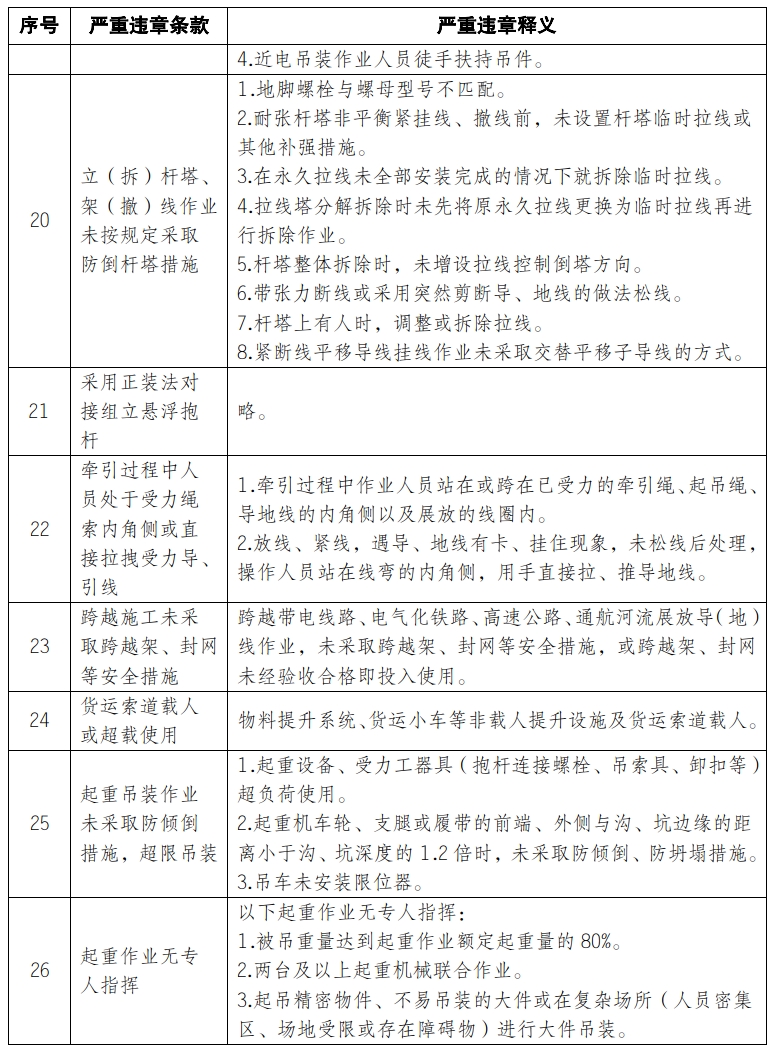 序号 严重违章条款 严重违章释义
4.近电吊装作业人员徒手扶持吊件。
20
立（拆）杆塔、
架（撤）线作业
未按规定采取
防倒杆塔措施
1.地脚螺栓与螺母型号不匹配。
2.耐张杆塔非平衡紧挂线、撤线前，未设置杆塔临时拉线或
其他补强措施。
3.在永久拉线未全部安装完成的情况下就拆除临时拉线。
4.拉线塔分解拆除时未先将原永久拉线更换为临时拉线再进
行拆除作业。
5.杆塔整体拆除时，未增设拉线控制倒塔方向。
6.带张力断线或采用突然剪断导、地线的做法松线。
7.杆塔上有人时，调整或拆除拉线。
8.紧断线平移导线挂线作业未采取交替平移子导线的方式。
21
采用正装法对
接组立悬浮抱
杆
略。
22
牵引过程中人
员处于受力绳
索内角侧或直
接拉拽受力导、
引线
1.牵引过程中作业人员站在或跨在已受力的牵引绳、起吊绳、
导地线的内角侧以及展放的线圈内。
2.放线、紧线，遇导、地线有卡、挂住现象，未松线后处理，
操作人员站在线弯的内角侧，用手直接拉、推导地线。
23
跨越施工未采
取跨越架、封网
等安全措施
跨越带电线路、电气化铁路、高速公路、通航河流展放导（地）
线作业，未采取跨越架、封网等安全措施，或跨越架、封网
未经验收合格即投入使用。
24
货运索道载人
或超载使用
物料提升系统、货运小车等非载人提升设施及货运索道载人。
25
起重吊装作业
未采取防倾倒
措施，超限吊装
1.起重设备、受力工器具（抱杆连接螺栓、吊索具、卸扣等）
超负荷使用。
2.起重机车轮、支腿或履带的前端、外侧与沟、坑边缘的距
离小于沟、坑深度的 1.2 倍时，未采取防倾倒、防坍塌措施。
3.吊车未安装限位器。
26
起重作业无专
人指挥
以下起重作业无专人指挥：
1.被吊重量达到起重作业额定起重量的 80%。
2.两台及以上起重机械联合作业。
3.起吊精密物件、不易吊装的大件或在复杂场所（人员密集
区、场地受限或存在障碍物）进行大件吊装。